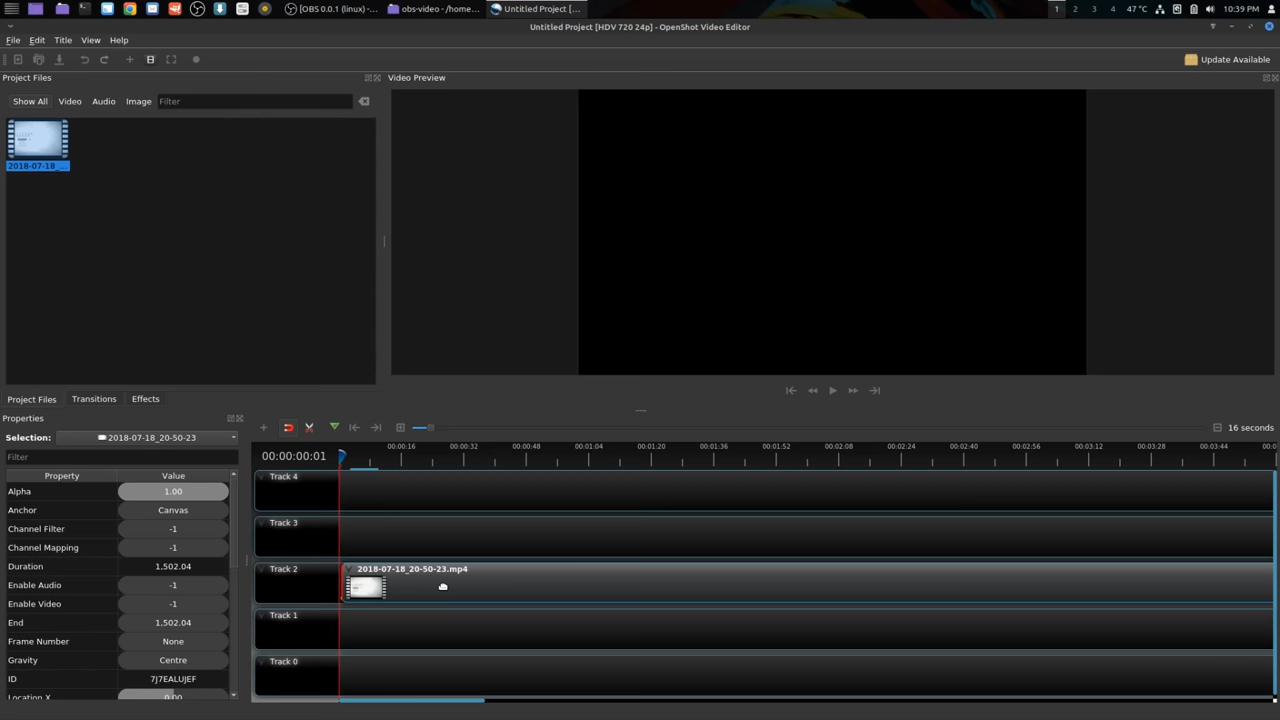 [OBS 0.0.1 (linux) -...
obs-video - /home...
Untitled Project [...
1 2 3 4 47 °C 10:39 PM
Untitled Project [HDV 720 24p] - OpenShot Video Editor
File Edit Title View Help
Update Available
Project Files
Video Preview
Show All Video Audio Image Filter
2018-07-18_...
Project Files Transitions Effects
Properties
Selection: 2018-07-18_20-50-23
16 seconds
Filter
00:00:00:01
00:00:16 00:00:32 00:00:48 00:01:04 00:01:20 00:01:36 00:01:52 00:02:08 00:02:24 00:02:40 00:02:56 00:03:12 00:03:28 00:03:44 00:0
Property Value
Alpha 1.00
Anchor Canvas
Channel Filter -1
Channel Mapping -1
Duration 1,502.04
Enable Audio -1
Enable Video -1
End 1,502.04
Frame Number None
Gravity Centre
ID 7J7EALUJEF
Location X 0.00
Track 4
Track 3
Track 2
2018-07-18_20-50-23.mp4
Track 1
Track 0